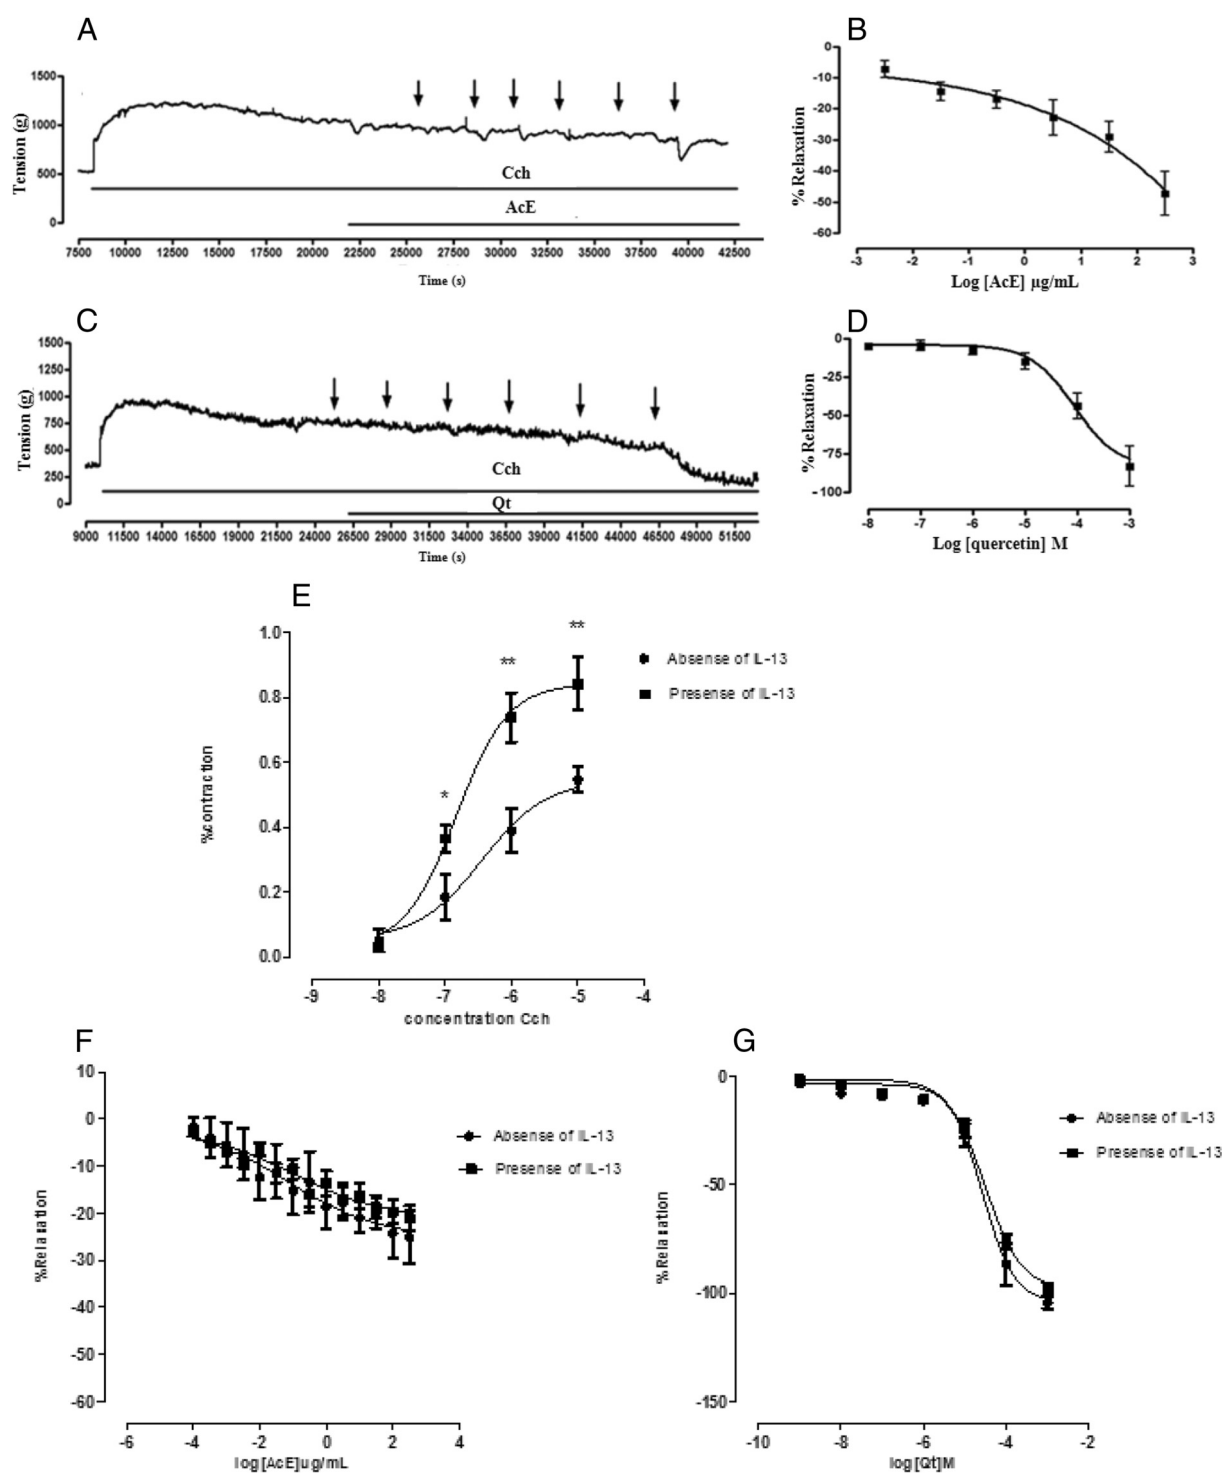 A
1500
1000
500
0
Tension (g)
Cch
AcE
7500 10000 12500 15000 17500 20000 22500 25000 27500 30000 32500 35000 37500 40000 42500
Time (s)
B
0
-10
-20
-30
-40
-50
-60
% Relaxation
-3 -2 -1 0 1 2 3
Log [AcE] µg/mL
C
1500
1250
1000
750
500
250
0
Tension (g)
Cch
Qt
9000 11500 14000 16500 19000 21500 24000 26500 29000 31500 34000 36500 39000 41500 44000 46500 49000 51500
Time (s)
D
0
-25
-50
-75
-100
% Relaxation
-8 -7 -6 -5 -4 -3
Log [quercetin] M
E
1.0
0.8
0.6
0.4
0.2
0.0
%contraction
*
**
**
Absense of IL-13
Presense of IL-13
-9 -8 -7 -6 -5 -4
concentration Cch
F
10
-0
-10
-20
-30
-40
-50
-60
%Relaxation
Absense of IL-13
Presense of IL-13
-6 -4 -2 0 2 4
log[AcE]ug/mL
G
0
-50
-100
-150
%Relaxation
Absense of IL-13
Presense of IL-13
-10 -8 -6 -4 -2
log[Qt]M